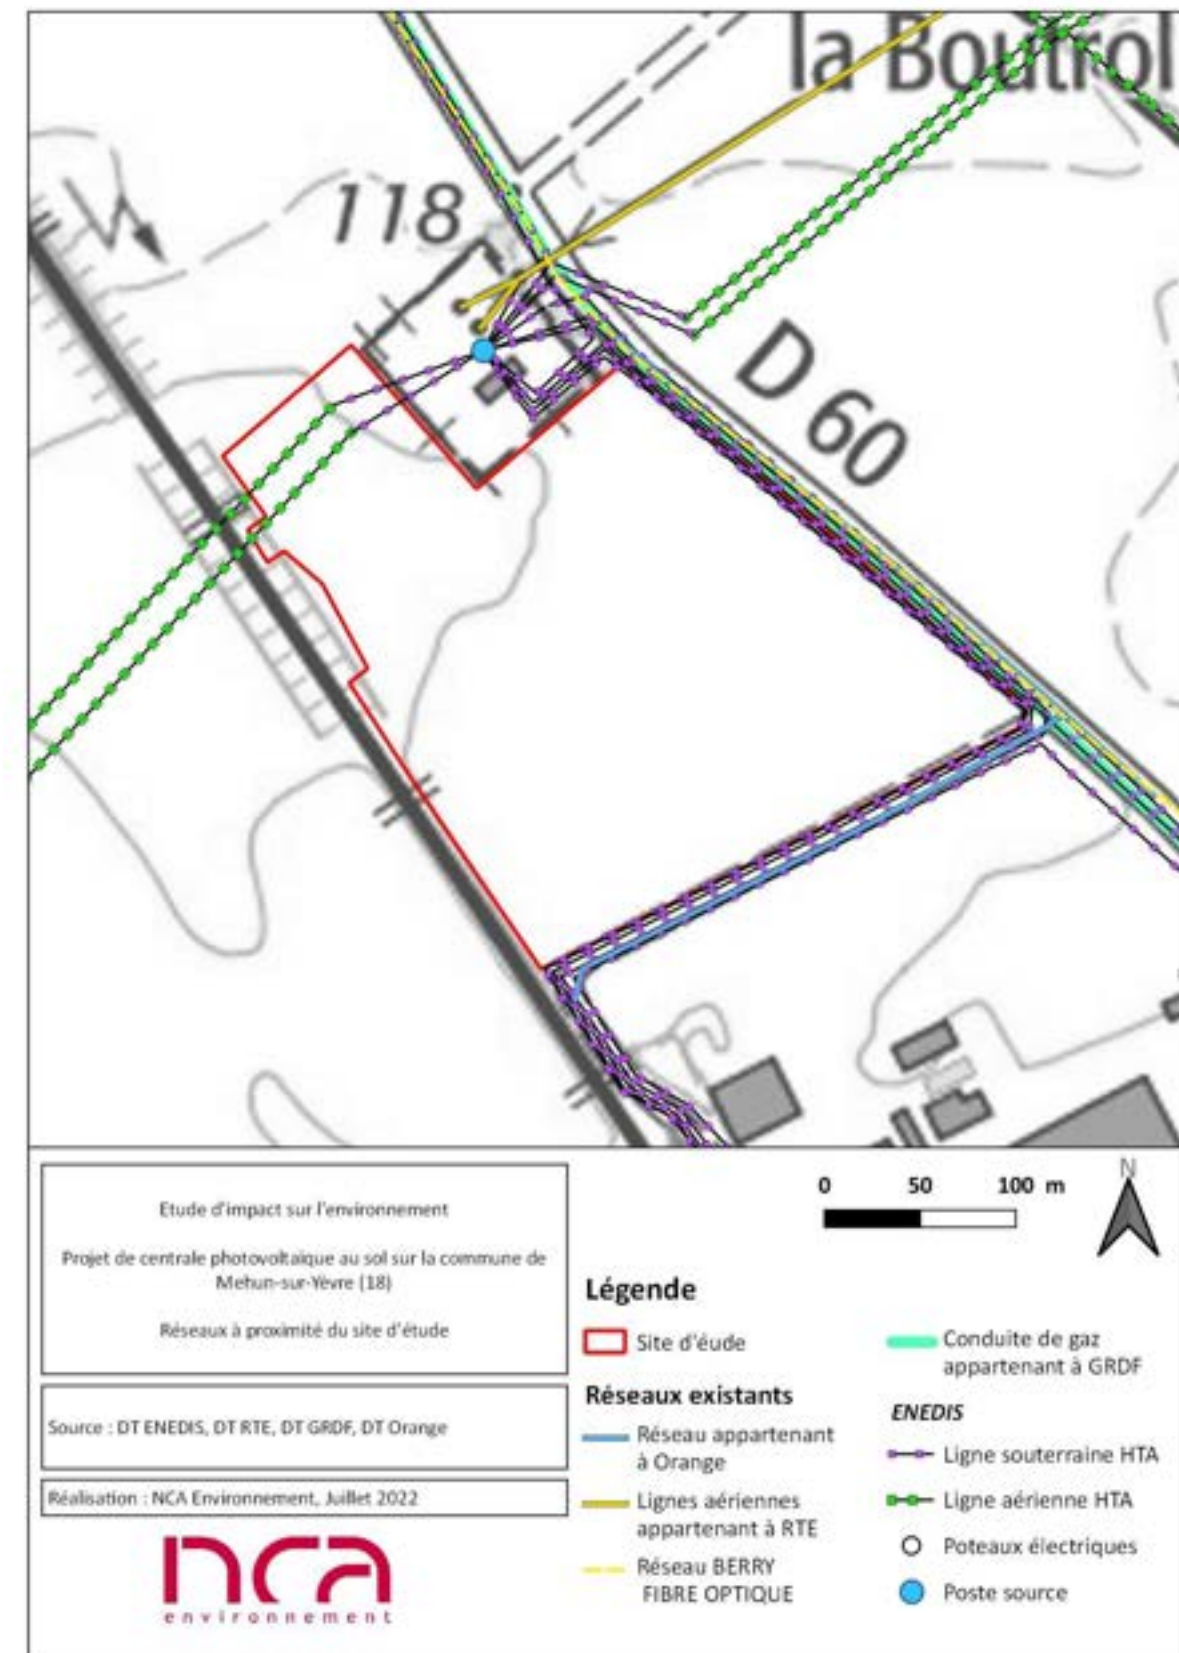 la Boutrol
118
D 60
Etude d'impact sur l'environnement
Projet de centrale photovoltaïque au sol sur la commune de
Mehun-sur-Yèvre (18)
Réseaux à proximité du site d'étude
Source : DT ENEDIS, DT RTE, DT GRDF, DT Orange
Réalisation : NCA Environnement, Juillet 2022
nca
environnement
0 50 100 m
N
Légende
Site d'éude
Réseaux existants
Réseau appartenant
à Orange
Lignes aériennes
appartenant à RTE
Réseau BERRY
FIBRE OPTIQUE
Conduite de gaz
appartenant à GRDF
ENEDIS
Ligne souterraine HTA
Ligne aérienne HTA
Poteaux électriques
Poste source